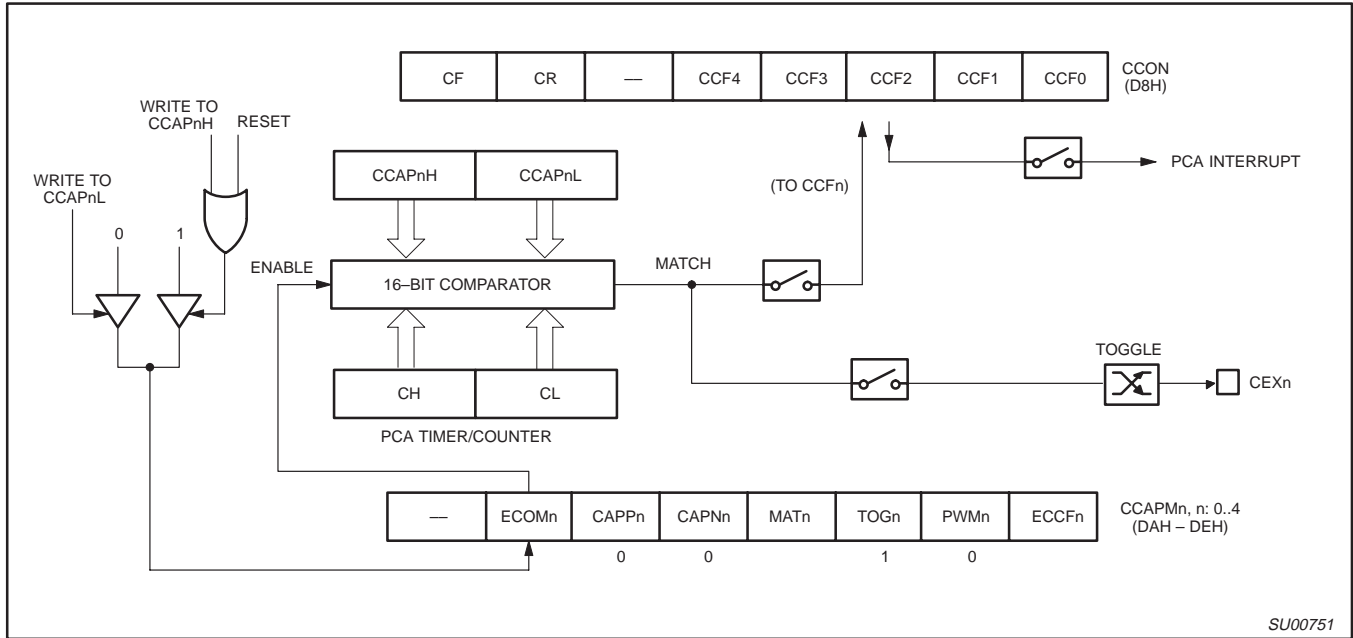 CF CR — CCF4 CCF3 CCF2 CCF1 CCF0
CCON
(D8H)
WRITE TO
CCAPnH
RESET
WRITE TO
CCAPnL
0
1
CCAPnH CCAPnL
(TO CCFn)
PCA INTERRUPT
ENABLE
16–BIT COMPARATOR
MATCH
CH CL
PCA TIMER/COUNTER
TOGGLE
CEXn
— ECOMn CAPPn CAPNn MATn TOGn PWMn ECCFn
CCAPMn, n: 0..4
(DAH – DEH)
0 0 1 0
SU00751